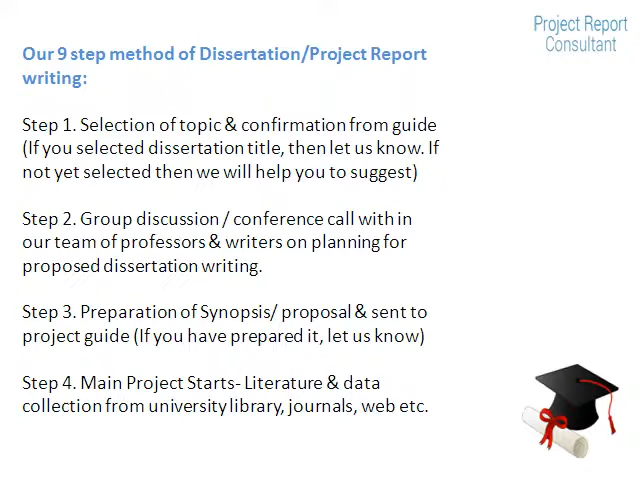 Project Report
Consultant
Our 9 step method of Dissertation/Project Report
writing:
Step 1. Selection of topic & confirmation from guide
(If you selected dissertation title, then let us know. If
not yet selected then we will help you to suggest)
Step 2. Group discussion / conference call with in
our team of professors & writers on planning for
proposed dissertation writing.
Step 3. Preparation of Synopsis/ proposal & sent to
project guide (If you have prepared it, let us know)
Step 4. Main Project Starts- Literature & data
collection from university library, journals, web etc.